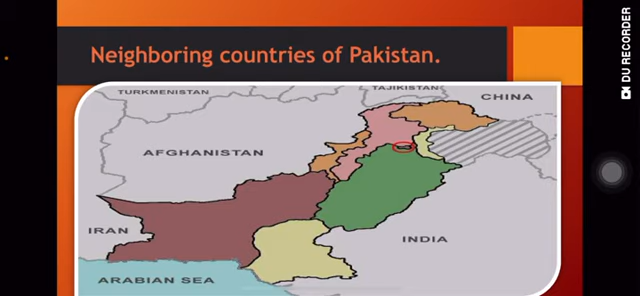 Neighboring countries of Pakistan.
TURKMENISTAN
TAJIKISTAN
CHINA
AFGHANISTAN
IRAN
INDIA
ARABIAN SEA
DU RECORDER